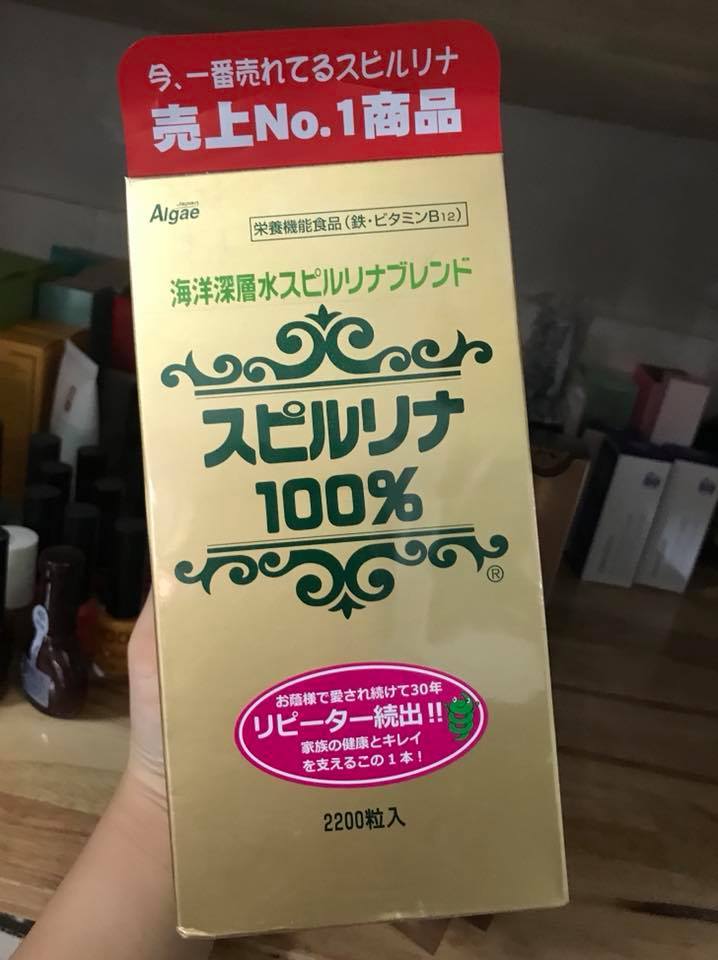 今、一番売れてるスピルリナ
売上No.1商品
Japan
Algae
栄養機能食品(鉄・ビタミンB12)
海洋深層水スピルリナブレンド
スピルリナ
100%
®
お蔭様で愛され続けて30年
リピーター続出!!
家族の健康とキレイ
を支えるこの1本!
2200粒入